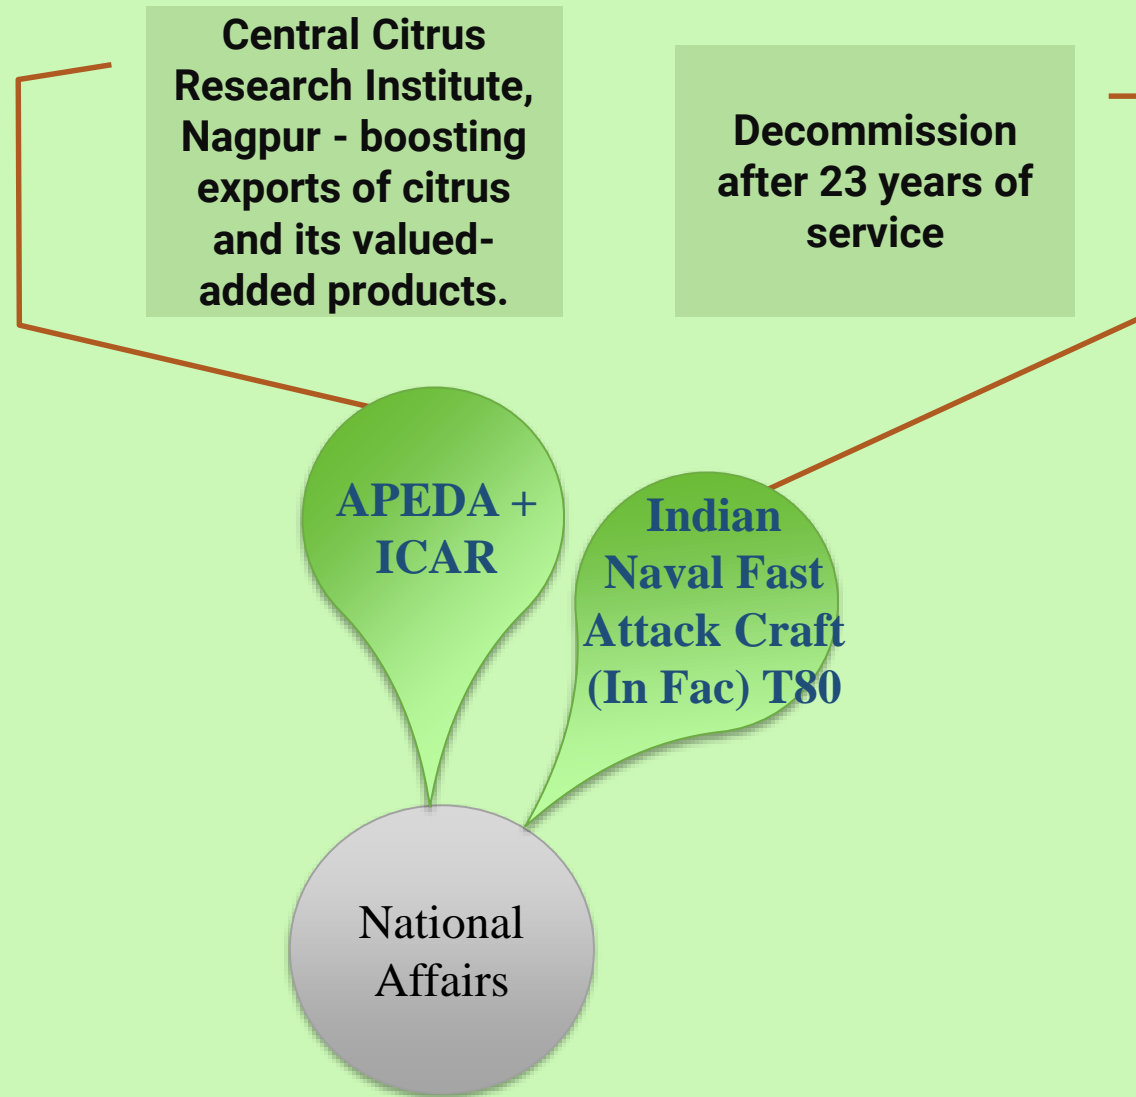 Central Citrus
Research Institute,
Nagpur - boosting
exports of citrus
and its valued-
added products.
Decommission
after 23 years of
service
APEDA +
ICAR
Indian
Naval Fast
Attack Craft
(In Fac) T80
National
Affairs